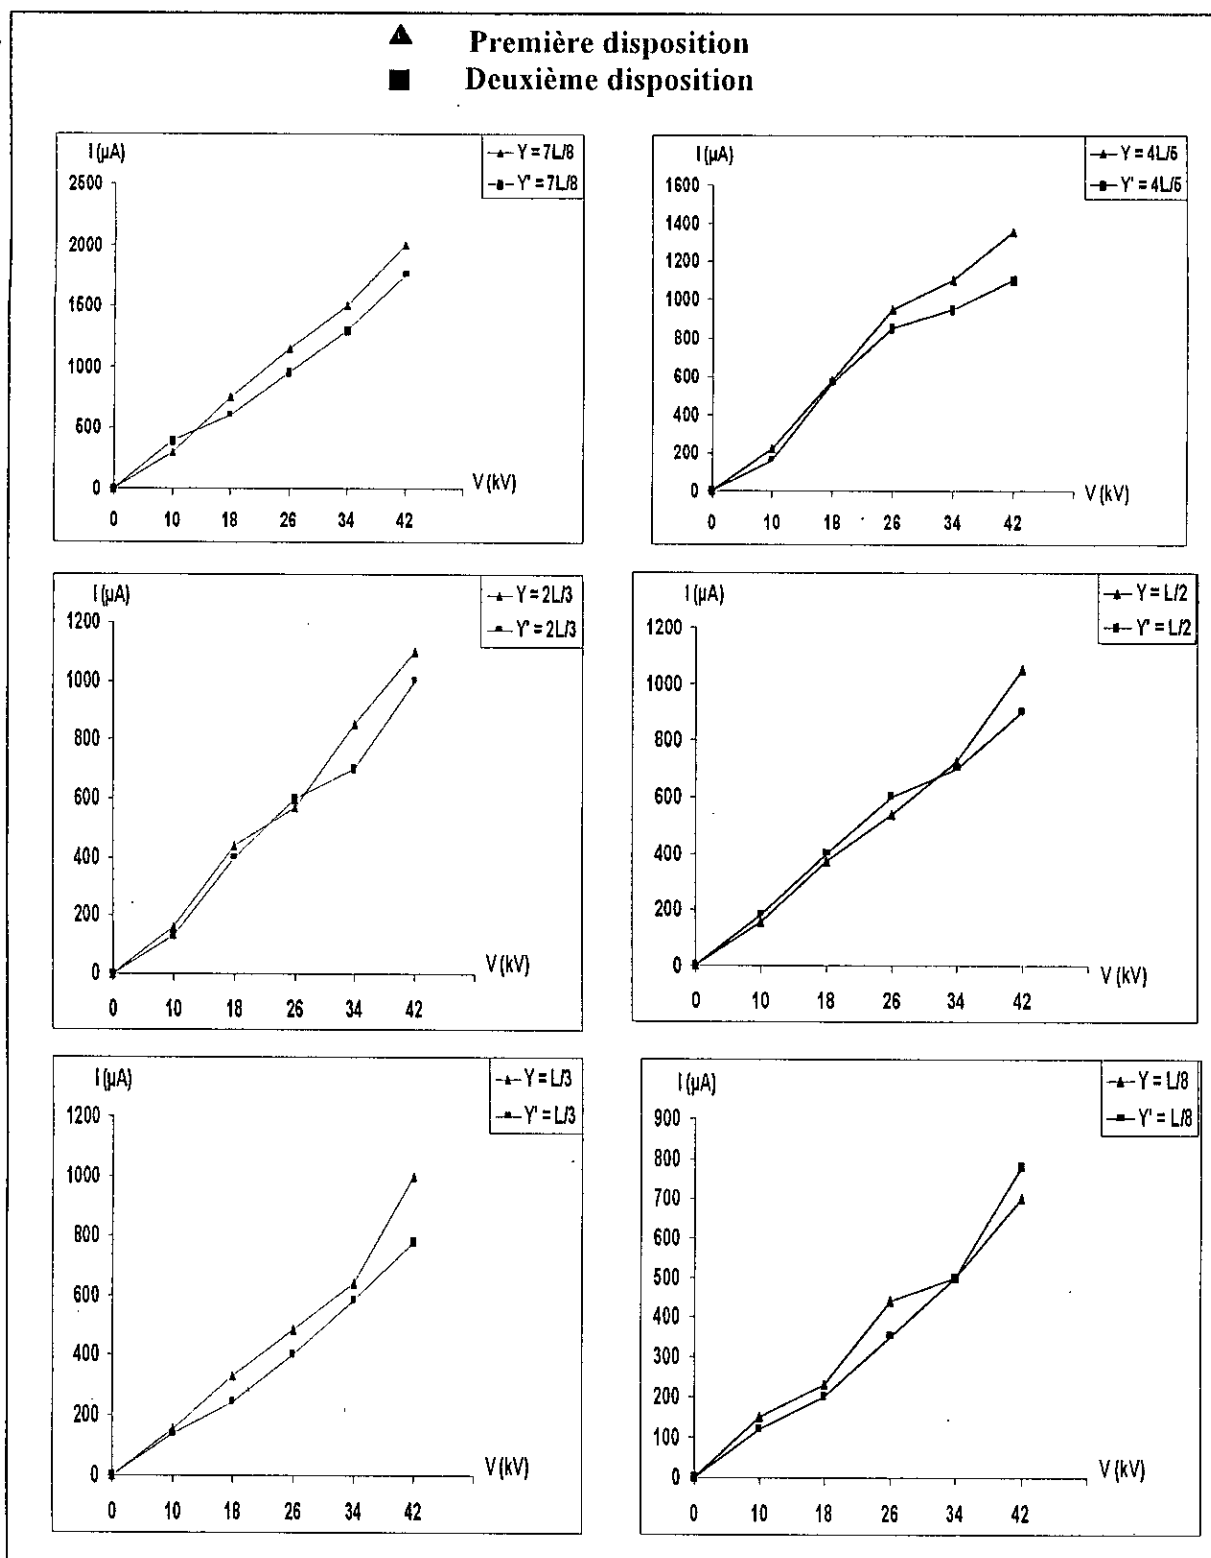 Première disposition
Deuxième disposition
I (µA)
Y = 7L/8
Y' = 7L/8
2500
2000
1500
1000
500
0
V (kV)
0 10 18 26 34 42
I (µA)
Y = 4L/5
Y' = 4L/5
1600
1400
1200
1000
800
600
400
200
0
V (kV)
0 10 18 26 34 42
I (µA)
Y = 2L/3
Y' = 2L/3
1200
1000
800
600
400
200
0
V (kV)
0 10 18 26 34 42
I (µA)
Y = L/2
Y' = L/2
1200
1000
800
600
400
200
0
V (kV)
0 10 18 26 34 42
I (µA)
Y = L/3
Y' = L/3
1200
1000
800
600
400
200
0
V (kV)
0 10 18 26 34 42
I (µA)
Y = L/8
Y' = L/8
900
800
700
600
500
400
300
200
100
0
V (kV)
0 10 18 26 34 42